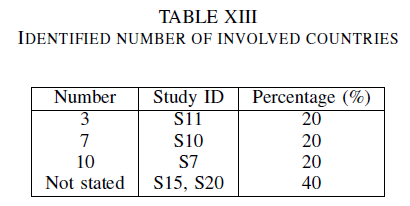 TABLE XIII
IDENTIFIED NUMBER OF INVOLVED COUNTRIES
Number Study ID Percentage (%)
3 S11 20
7 S10 20
10 S7 20
Not stated S15, S20 40